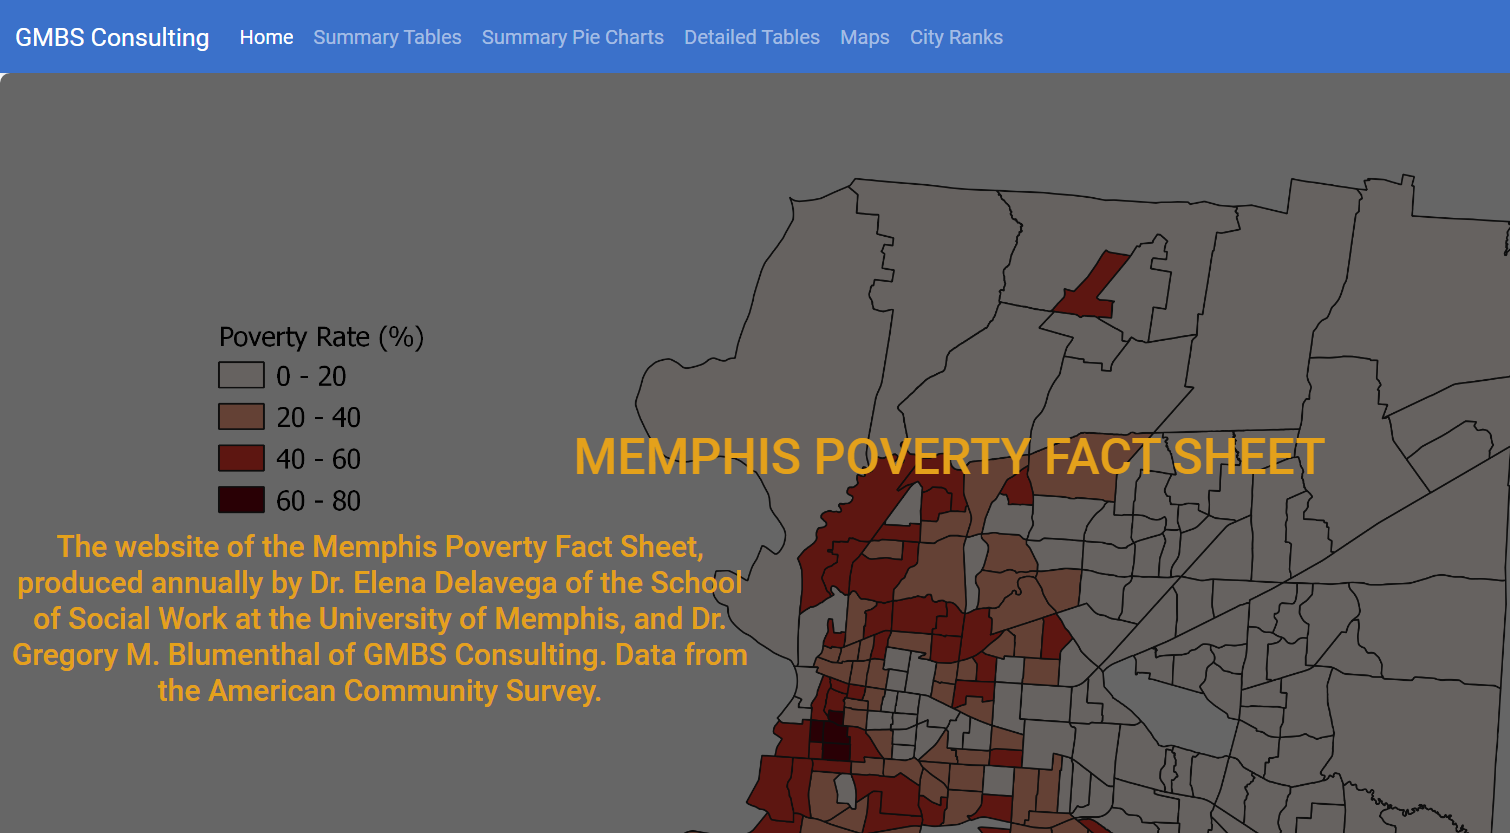 GMBS Consulting Home Summary Tables Summary Pie Charts Detailed Tables Maps City Ranks
Poverty Rate (%)
0 - 20
20 - 40
40 - 60
60 - 80
MEMPHIS POVERTY FACT SHEET
The website of the Memphis Poverty Fact Sheet,
produced annually by Dr. Elena Delavega of the School
of Social Work at the University of Memphis, and Dr.
Gregory M. Blumenthal of GMBS Consulting. Data from
the American Community Survey.